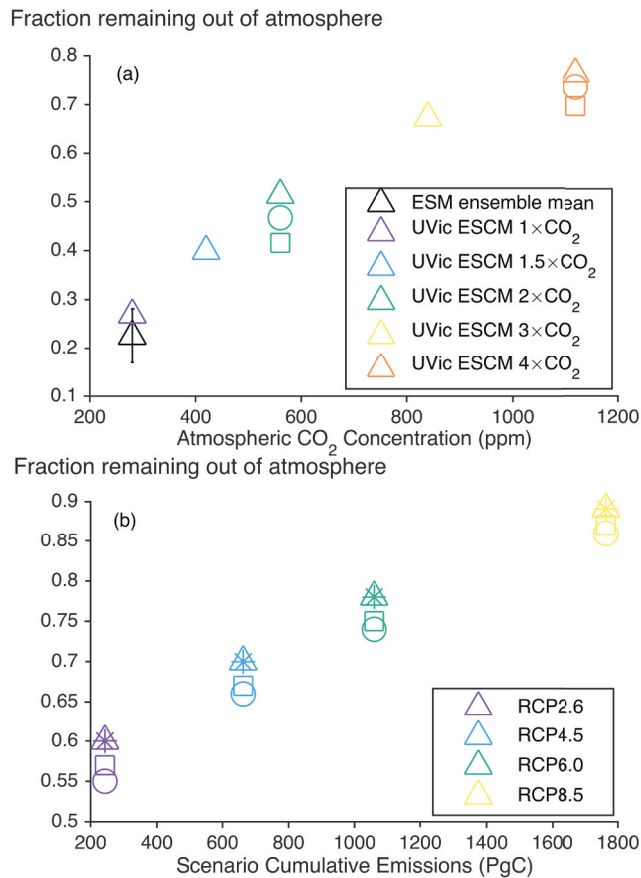 Fraction remaining out of atmosphere
0.8
(a)
0.7
0.6
0.5
0.4
0.3
0.2
0.1
ESM ensemble mean
UVic ESCM 1×CO2
UVic ESCM 1.5×CO2
UVic ESCM 2×CO2
UVic ESCM 3×CO2
UVic ESCM 4×CO2
200 400 600 800 1000 1200
Atmospheric CO2 Concentration (ppm)
Fraction remaining out of atmosphere
0.9
(b)
0.85
0.8
0.75
0.7
0.65
0.6
0.55
0.5
RCP2.6
RCP4.5
RCP6.0
RCP8.5
200 400 600 800 1000 1200 1400 1600 1800
Scenario Cumulative Emissions (PgC)